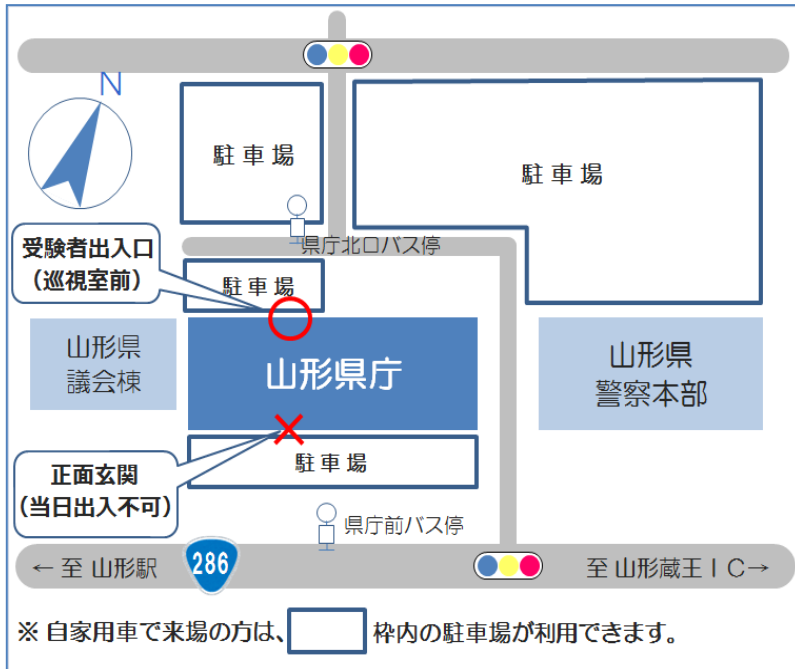 N
駐車場
駐車場
受験者出入口
（巡視室前）
県庁北口バス停
駐車場
山形県
議会棟
山形県庁
山形県
警察本部
正面玄関
（当日出入不可）
駐車場
県庁前バス停
←至 山形駅
286
至 山形蔵王ＩＣ→
※ 自家用車で来場の方は、 枠内の駐車場が利用できます。